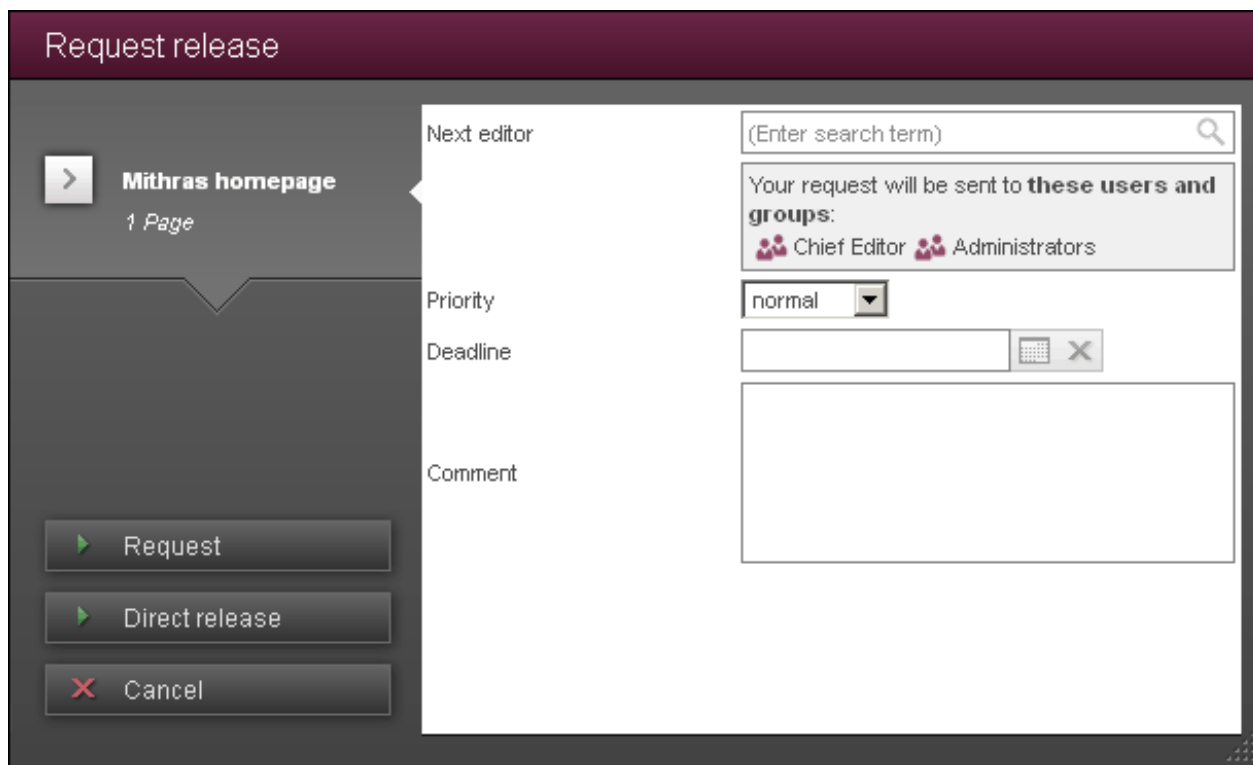 Request release
Mithras homepage
1 Page
Next editor
(Enter search term)
Your request will be sent to these users and
groups:
Chief Editor Administrators
Priority
normal
Deadline
Comment
Request
Direct release
Cancel